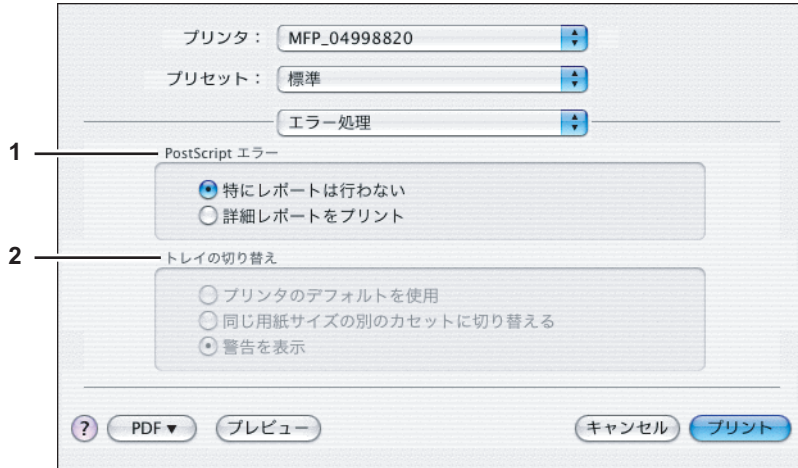 プリンタ： MFP_04998820
プリセット： 標準
エラー処理
1 PostScript エラー
特にレポートは行わない
詳細レポートをプリント
2 トレイの切り替え
プリンタのデフォルトを使用
同じ用紙サイズの別のカセットに切り替える
警告を表示
? PDF▼ プレビュー キャンセル プリント